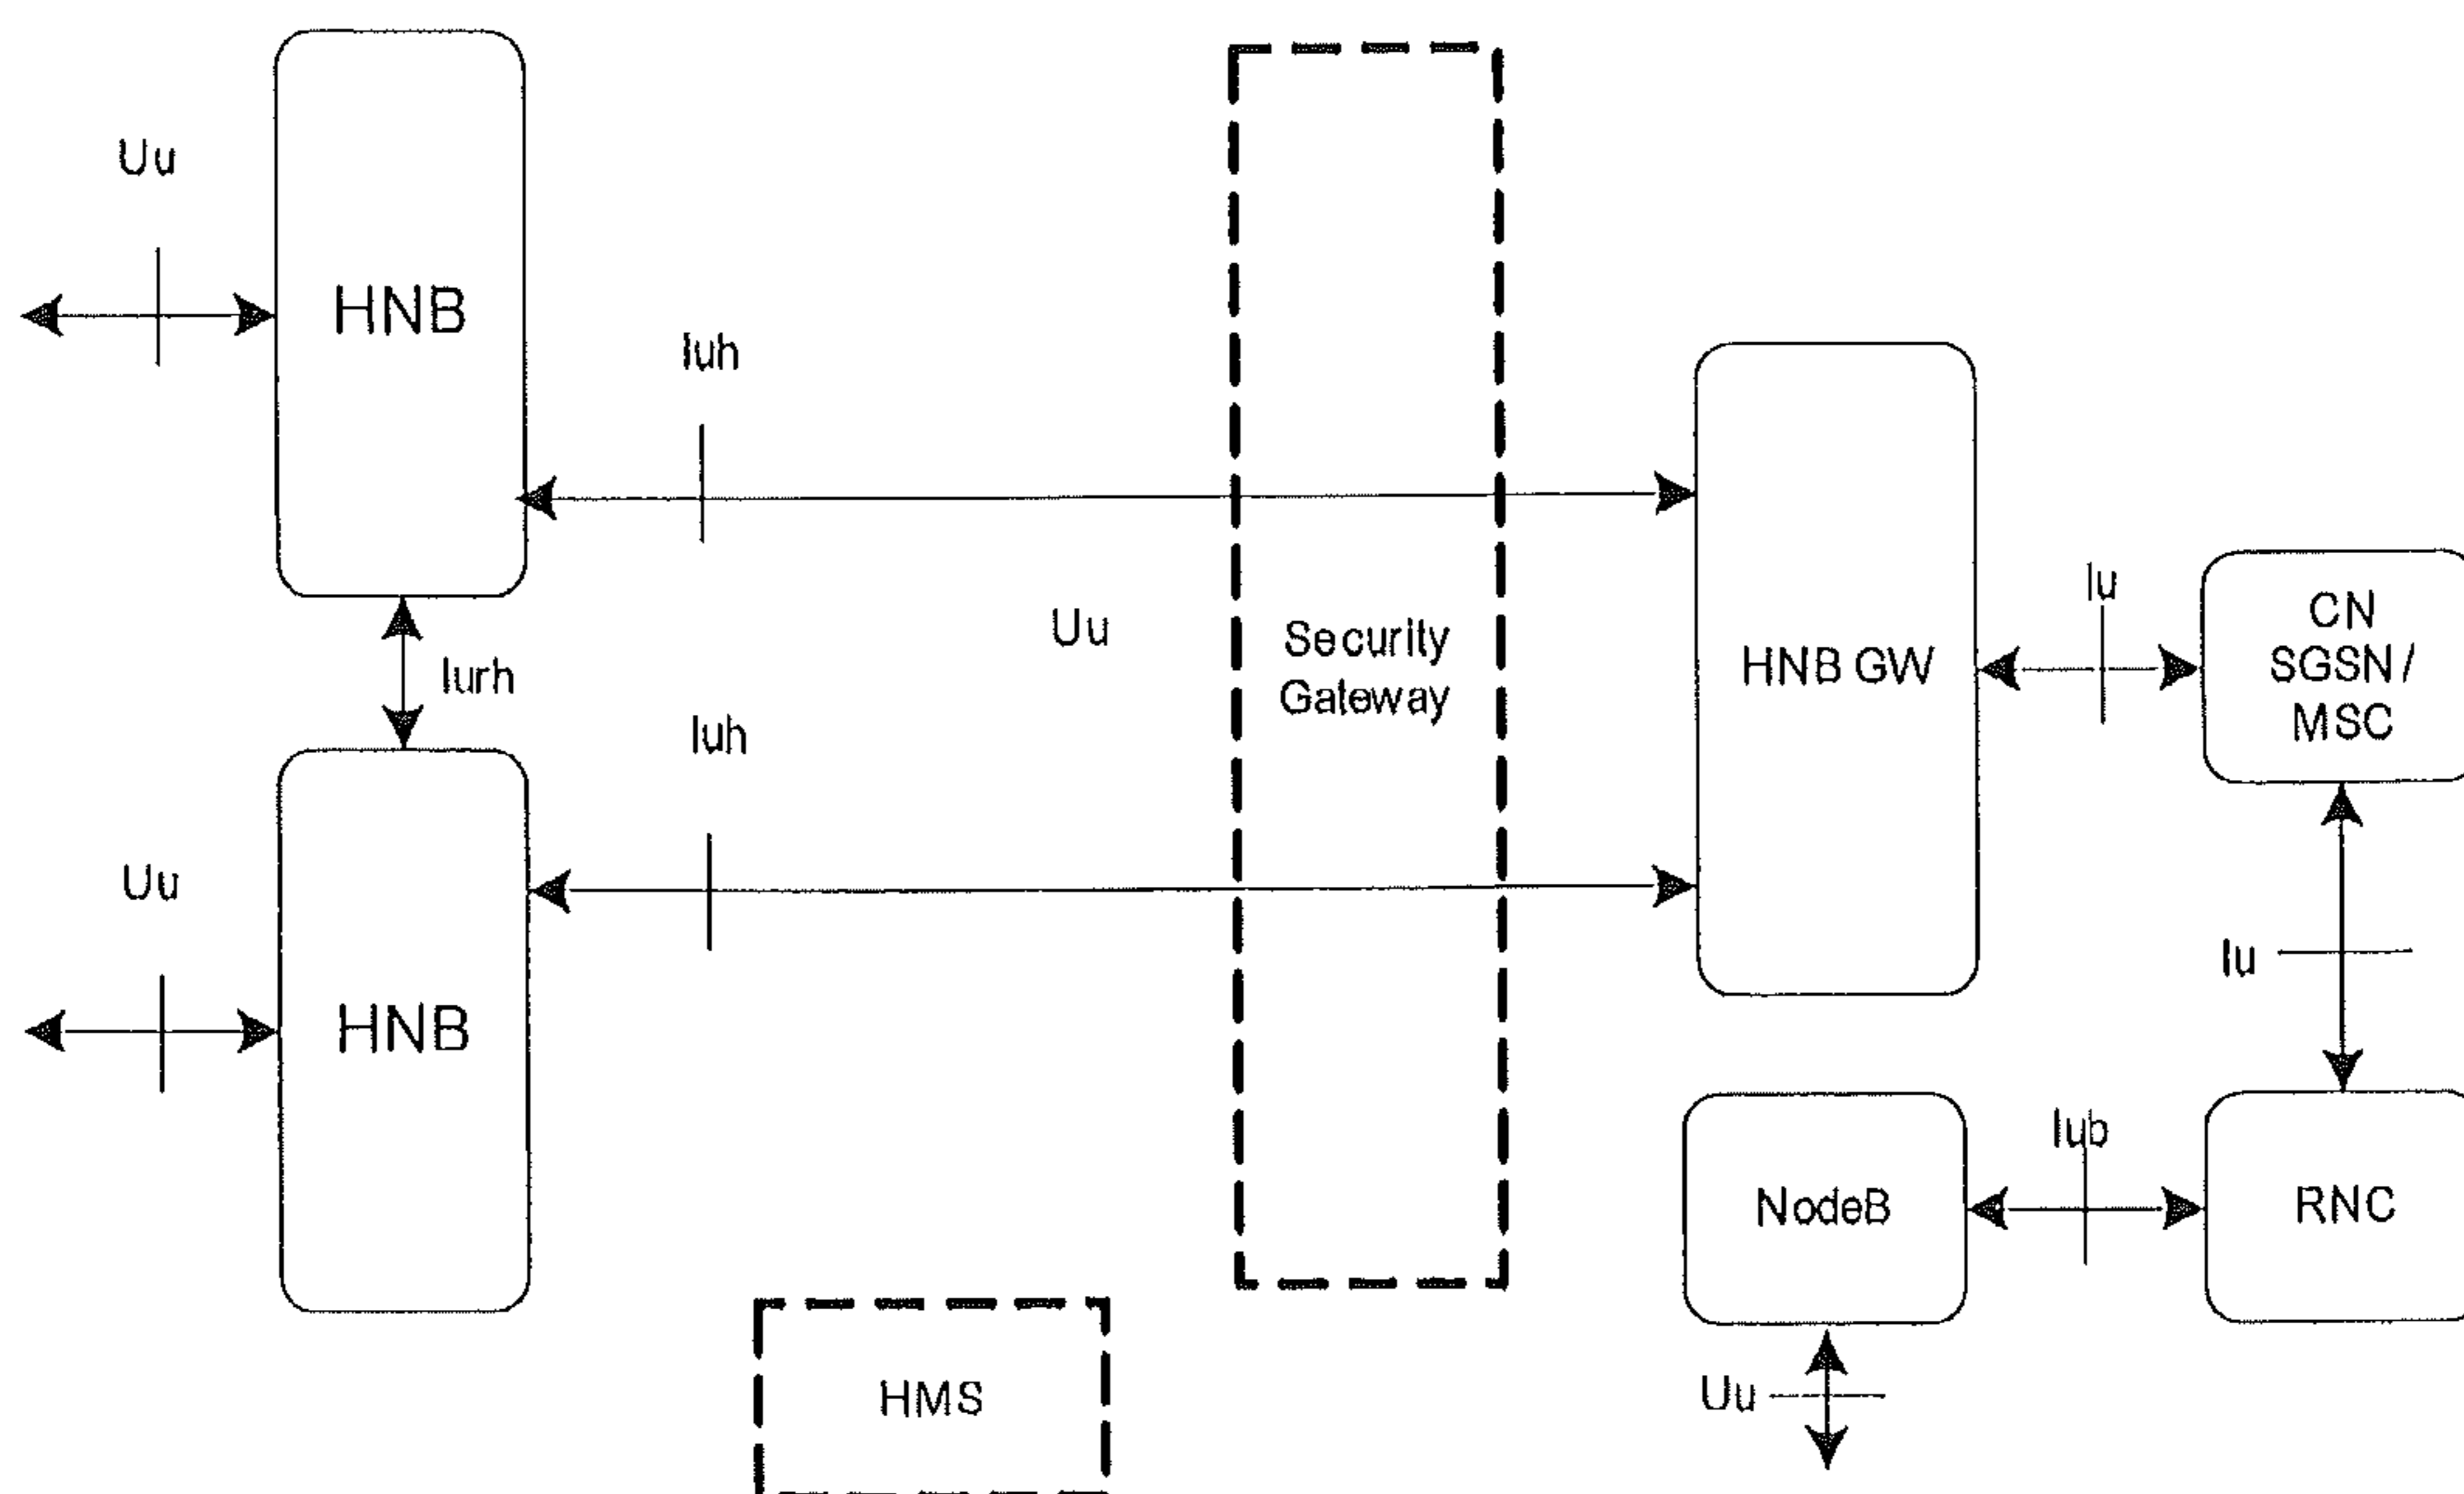 Uu
HNB
Iuh
Iurh
Uu
Security
Gateway
HNB GW
Iu
CN
SGSN/
MSC
Iuh
Uu
HNB
Iu
Iub
NodeB
RNC
HMS
Uu